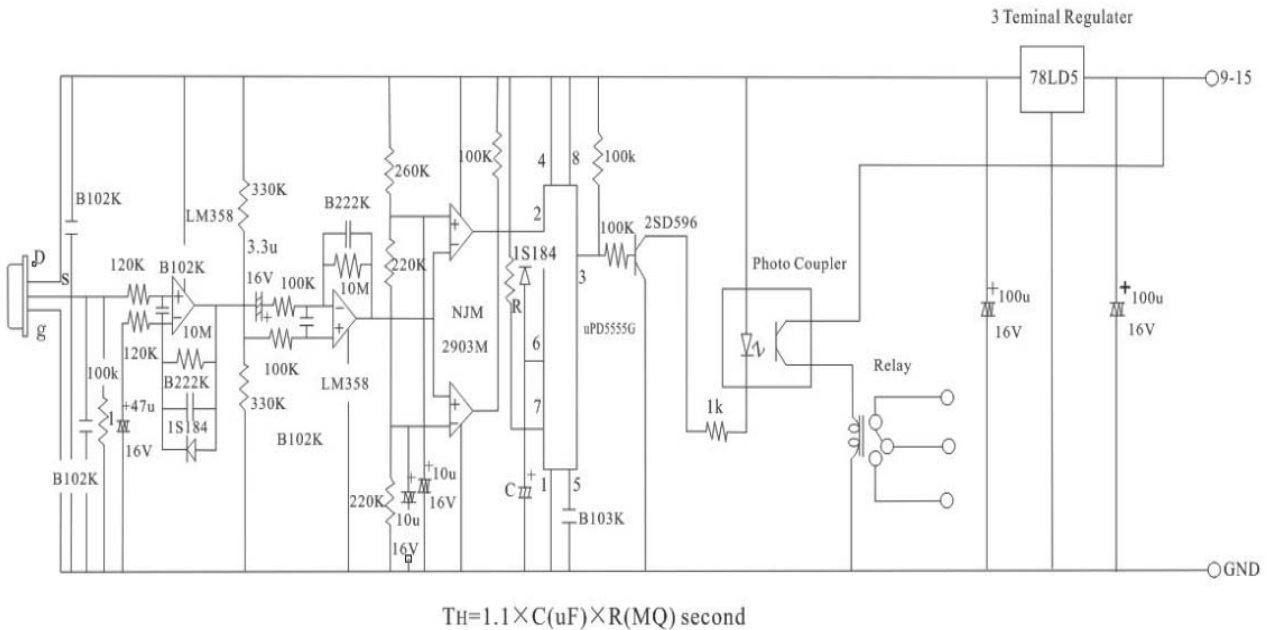 3 Teminal Regulater
78LD5
9-15
260K
100K
4
8
100k
B102K
330K
LM358
B222K
2
100K
2SD596
3.3u
1S184
D
s
120K
B102K
16V
100K
220K
3
Photo Coupler
+
100u
16V
+
100u
16V
10M
NJM
2903M
R
uPD5555G
g
10M
120K
6
Relay
100K
LM358
100k
B222K
330K
7
1k
1
+47u
1S184
16V
B102K
B102K
220K
+
10u
16V
+
10u
16V
C
+
1
5
B103K
GND
TH=1.1×C(uF)×R(MQ) second